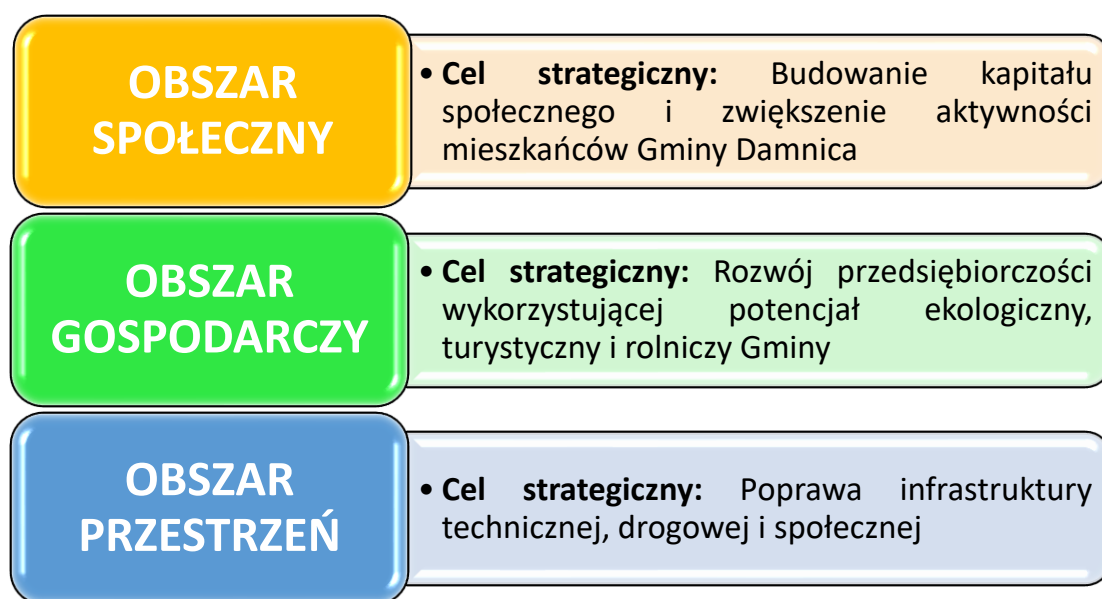 OBSZAR
SPOŁECZNY
• Cel strategiczny: Budowanie kapitału
społecznego i zwiększenie aktywności
mieszkańców Gminy Damnica
OBSZAR
GOSPODARCZY
• Cel strategiczny: Rozwój przedsiębiorczości
wykorzystującej potencjał ekologiczny,
turystyczny i rolniczy Gminy
OBSZAR
PRZESTRZEŃ
• Cel strategiczny: Poprawa infrastruktury
technicznej, drogowej i społecznej